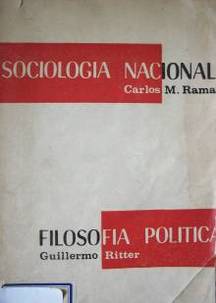 SOCIOLOGIA NACIONAL
Carlos M. Rama
FILOSOFIA POLITICA
Guillermo Ritter